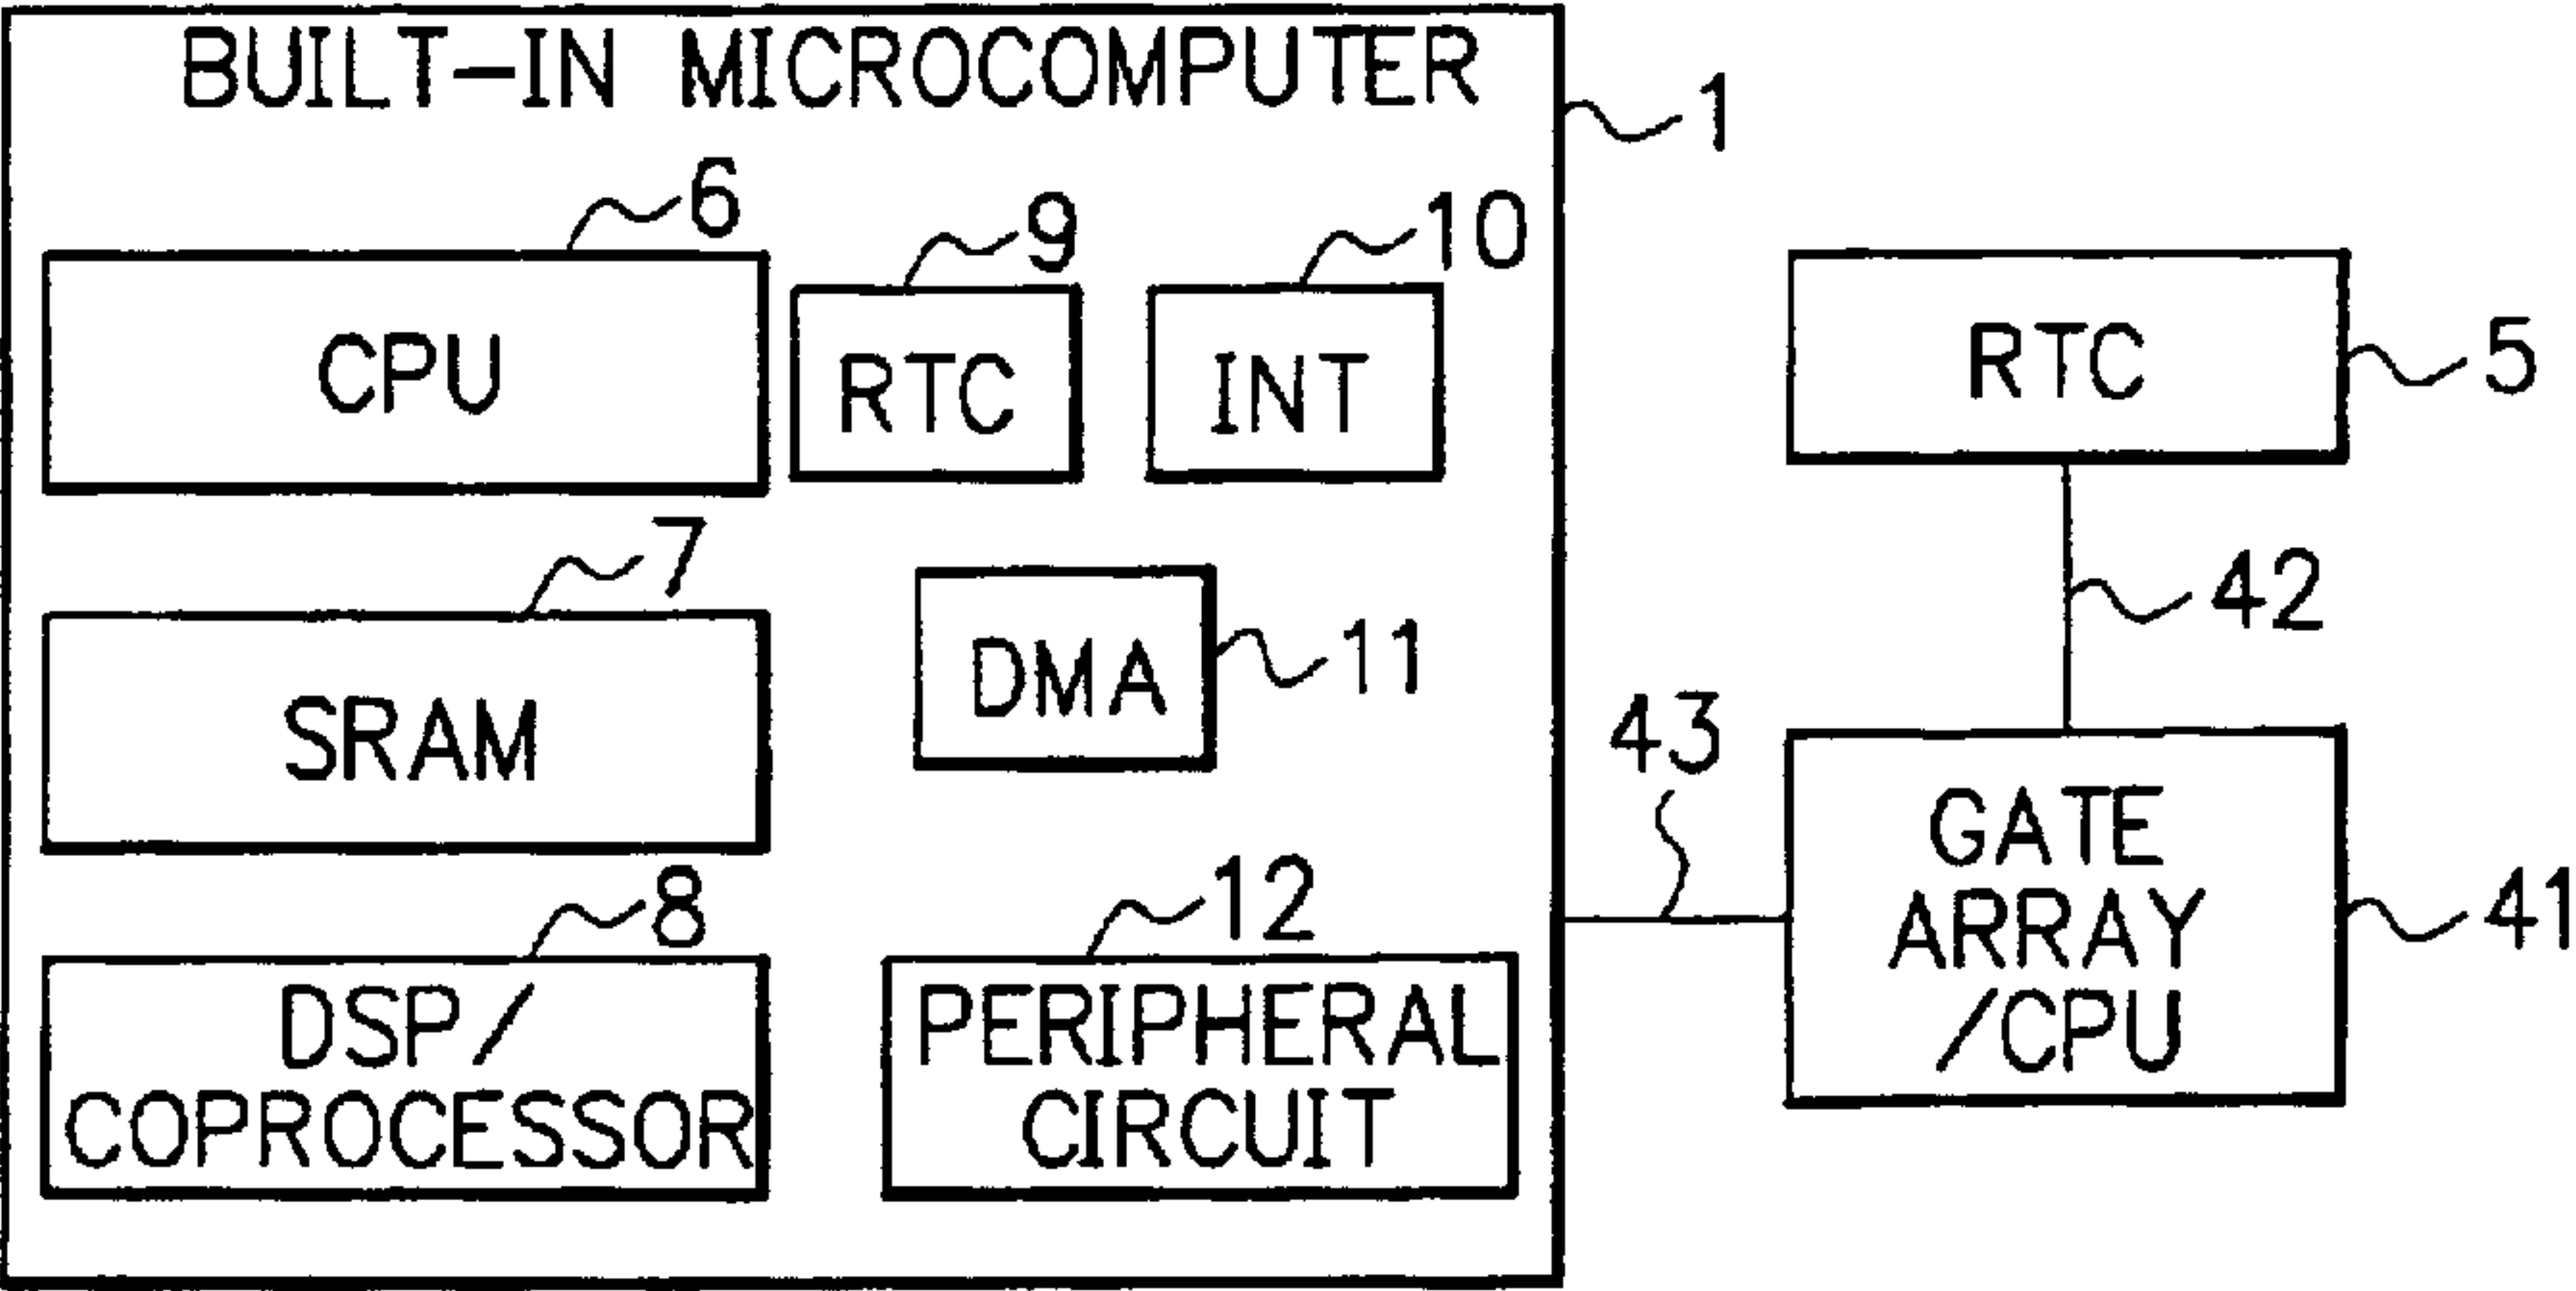 BUILT-IN MICROCOMPUTER
1
6
CPU
9
RTC
10
INT
7
SRAM
DMA
11
8
DSP/
COPROCESSOR
12
PERIPHERAL
CIRCUIT
RTC
5
42
43
GATE
ARRAY
/CPU
41